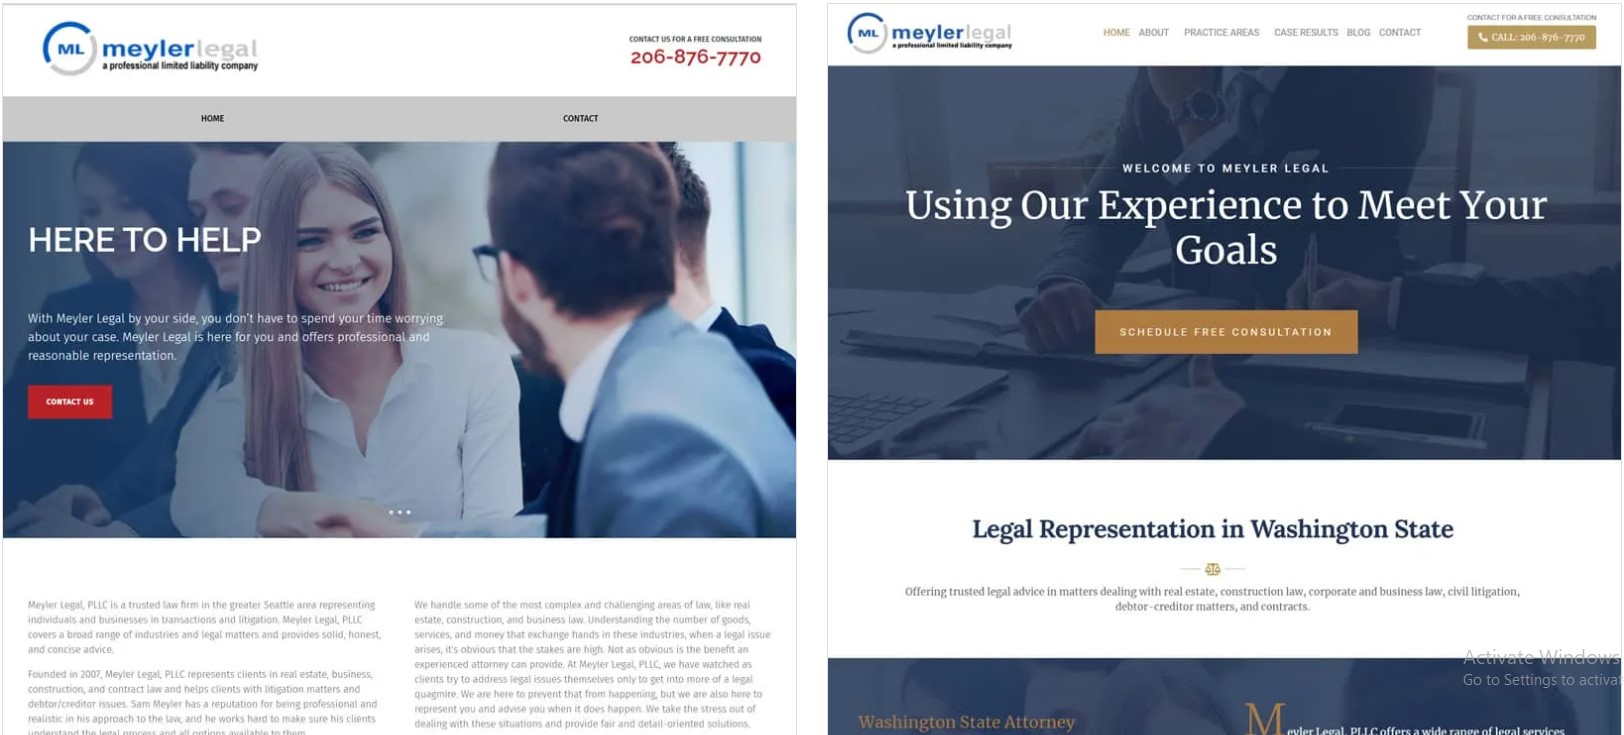 ML meylerlegal
a professional limited liability company
CONTACT US FOR A FREE CONSULTATION
206-876-7770
HOME
CONTACT
HERE TO HELP
With Meyler Legal by your side, you don't have to spend your time worrying
about your case. Meyler Legal is here for you and offers professional and
reasonable representation.
CONTACT US
Meyler Legal, PLLC is a trusted law firm in the greater Seattle area representing
individuals and businesses in transactions and litigation. Meyler Legal, PLLC
covers a broad range of industries and legal matters and provides solid, honest,
and concise advice.
Founded in 2007, Meyler Legal, PLLC represents clients in real estate, business,
construction, and contract law and helps clients with litigation matters and
debtor/creditor issues. Sam Meyler has a reputation for being professional and
realistic in his approach to the law, and he works hard to make sure his clients
understand the legal process and all options available to them.
We handle some of the most complex and challenging areas of law, like real
estate, construction, and business law. Understanding the number of goods,
services, and money that exchange hands in these industries, when a legal issue
arises, it's obvious that the stakes are high. Not as obvious is the benefit an
experienced attorney can provide. At Meyler Legal, PLLC, we have watched as
clients try to address legal issues themselves only to get into more of a legal
quagmire. We are here to prevent that from happening, but we are also here to
represent you and advise you when it does happen. We take the stress out of
dealing with these situations and provide fair and detail-oriented solutions.
ML meylerlegal
a professional limited liability company
HOME ABOUT PRACTICE AREAS CASE RESULTS BLOG CONTACT
CONTACT FOR A FREE CONSULTATION
CALL: 206-876-7770
WELCOME TO MEYLER LEGAL
Using Our Experience to Meet Your
Goals
SCHEDULE FREE CONSULTATION
Legal Representation in Washington State
Offering trusted legal advice in matters dealing with real estate, construction law, corporate and business law, civil litigation,
debtor-creditor matters, and contracts.
Activate Windows
Go to Settings to activat
Washington State Attorney
Meyler Legal, PLLC offers a wide range of legal services